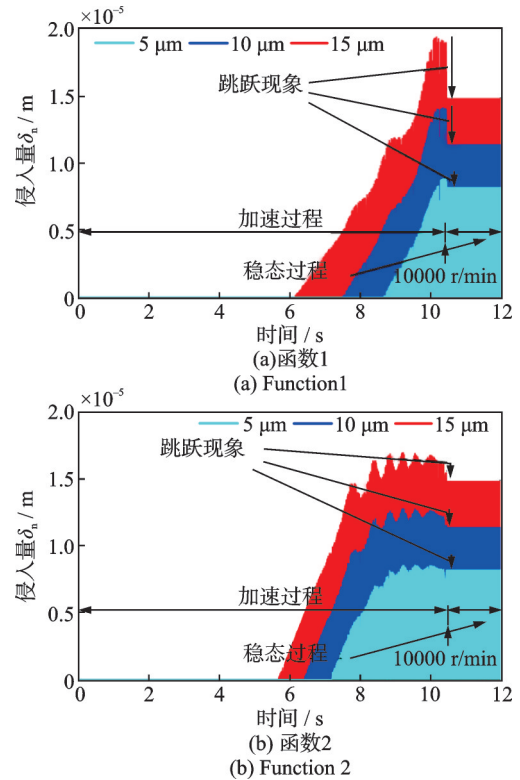 ×10⁻⁵
2.0
5 μm 10 μm 15 μm
跳跃现象
1.5
侵入量δn / m
1.0
加速过程
0.5
稳态过程
10000 r/min
0
0 2 4 6 8 10 12
时间 / s
(a)函数1
(a) Function1
×10⁻⁵
2.0
5 μm 10 μm 15 μm
跳跃现象
1.5
侵入量δn / m
1.0
加速过程
0.5
稳态过程
10000 r/min
0
0 2 4 6 8 10 12
时间 / s
(b) 函数2
(b) Function 2